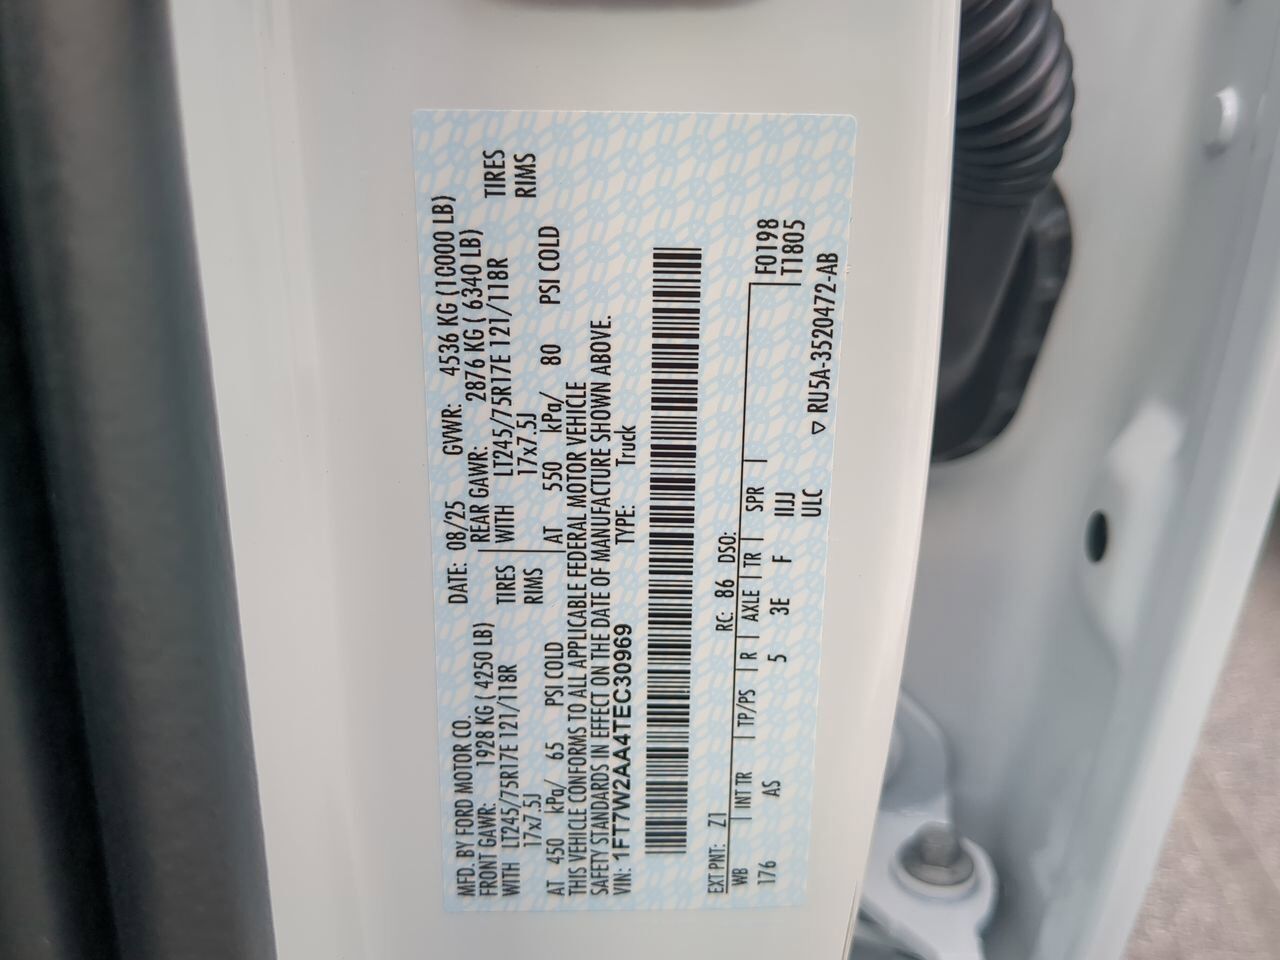 MFD. BY FORD MOTOR CO. DATE: 08/25 GVWR: 4536 KG (10000 LB)
FRONT GAWR: 1928 KG ( 4250 LB) REAR GAWR: 2876 KG ( 6340 LB)
WITH LT245/75R17E 121/118R TIRES WITH LT245/75R17E 121/118R TIRES
17x7.5J RIMS 17x7.5J RIMS
AT 450 kPa/ 65 PSI COLD AT 550 kPa/ 80 PSI COLD
THIS VEHICLE CONFORMS TO ALL APPLICABLE FEDERAL MOTOR VEHICLE
SAFETY STANDARDS IN EFFECT ON THE DATE OF MANUFACTURE SHOWN ABOVE.
VIN: 1FT7W2AA4TEC30969 TYPE: Truck
EXT PNT: Z1 RC: 86 DSO:
WB INT TR TP/PS R AXLE TR SPR F0198
176 AS 5 3E F IIJJ T1805
ULC
▽ RU5A-3520472-AB